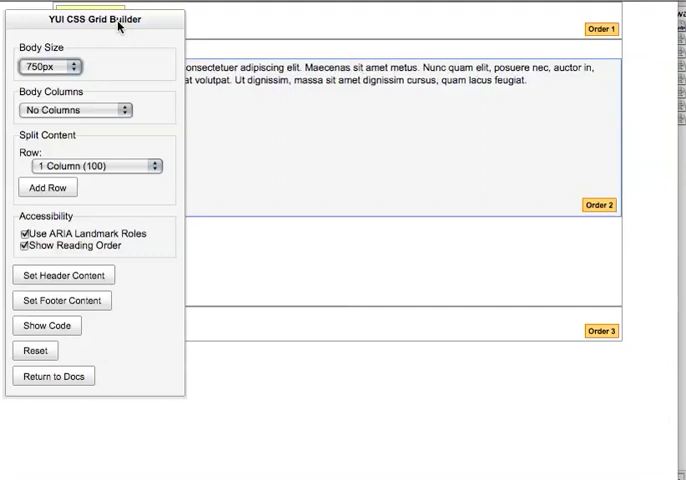 YUI CSS Grid Builder
Body Size
750px
Body Columns
No Columns
Split Content
Row:
1 Column (100)
Add Row
Accessibility
Use ARIA Landmark Roles
Show Reading Order
Set Header Content
Set Footer Content
Show Code
Reset
Return to Docs
Order 1
consectetuer adipiscing elit. Maecenas sit amet metus. Nunc quam elit, posuere nec, auctor in,
at volutpat. Ut dignissim, massa sit amet dignissim cursus, quam lacus feugiat.
Order 2
Order 3